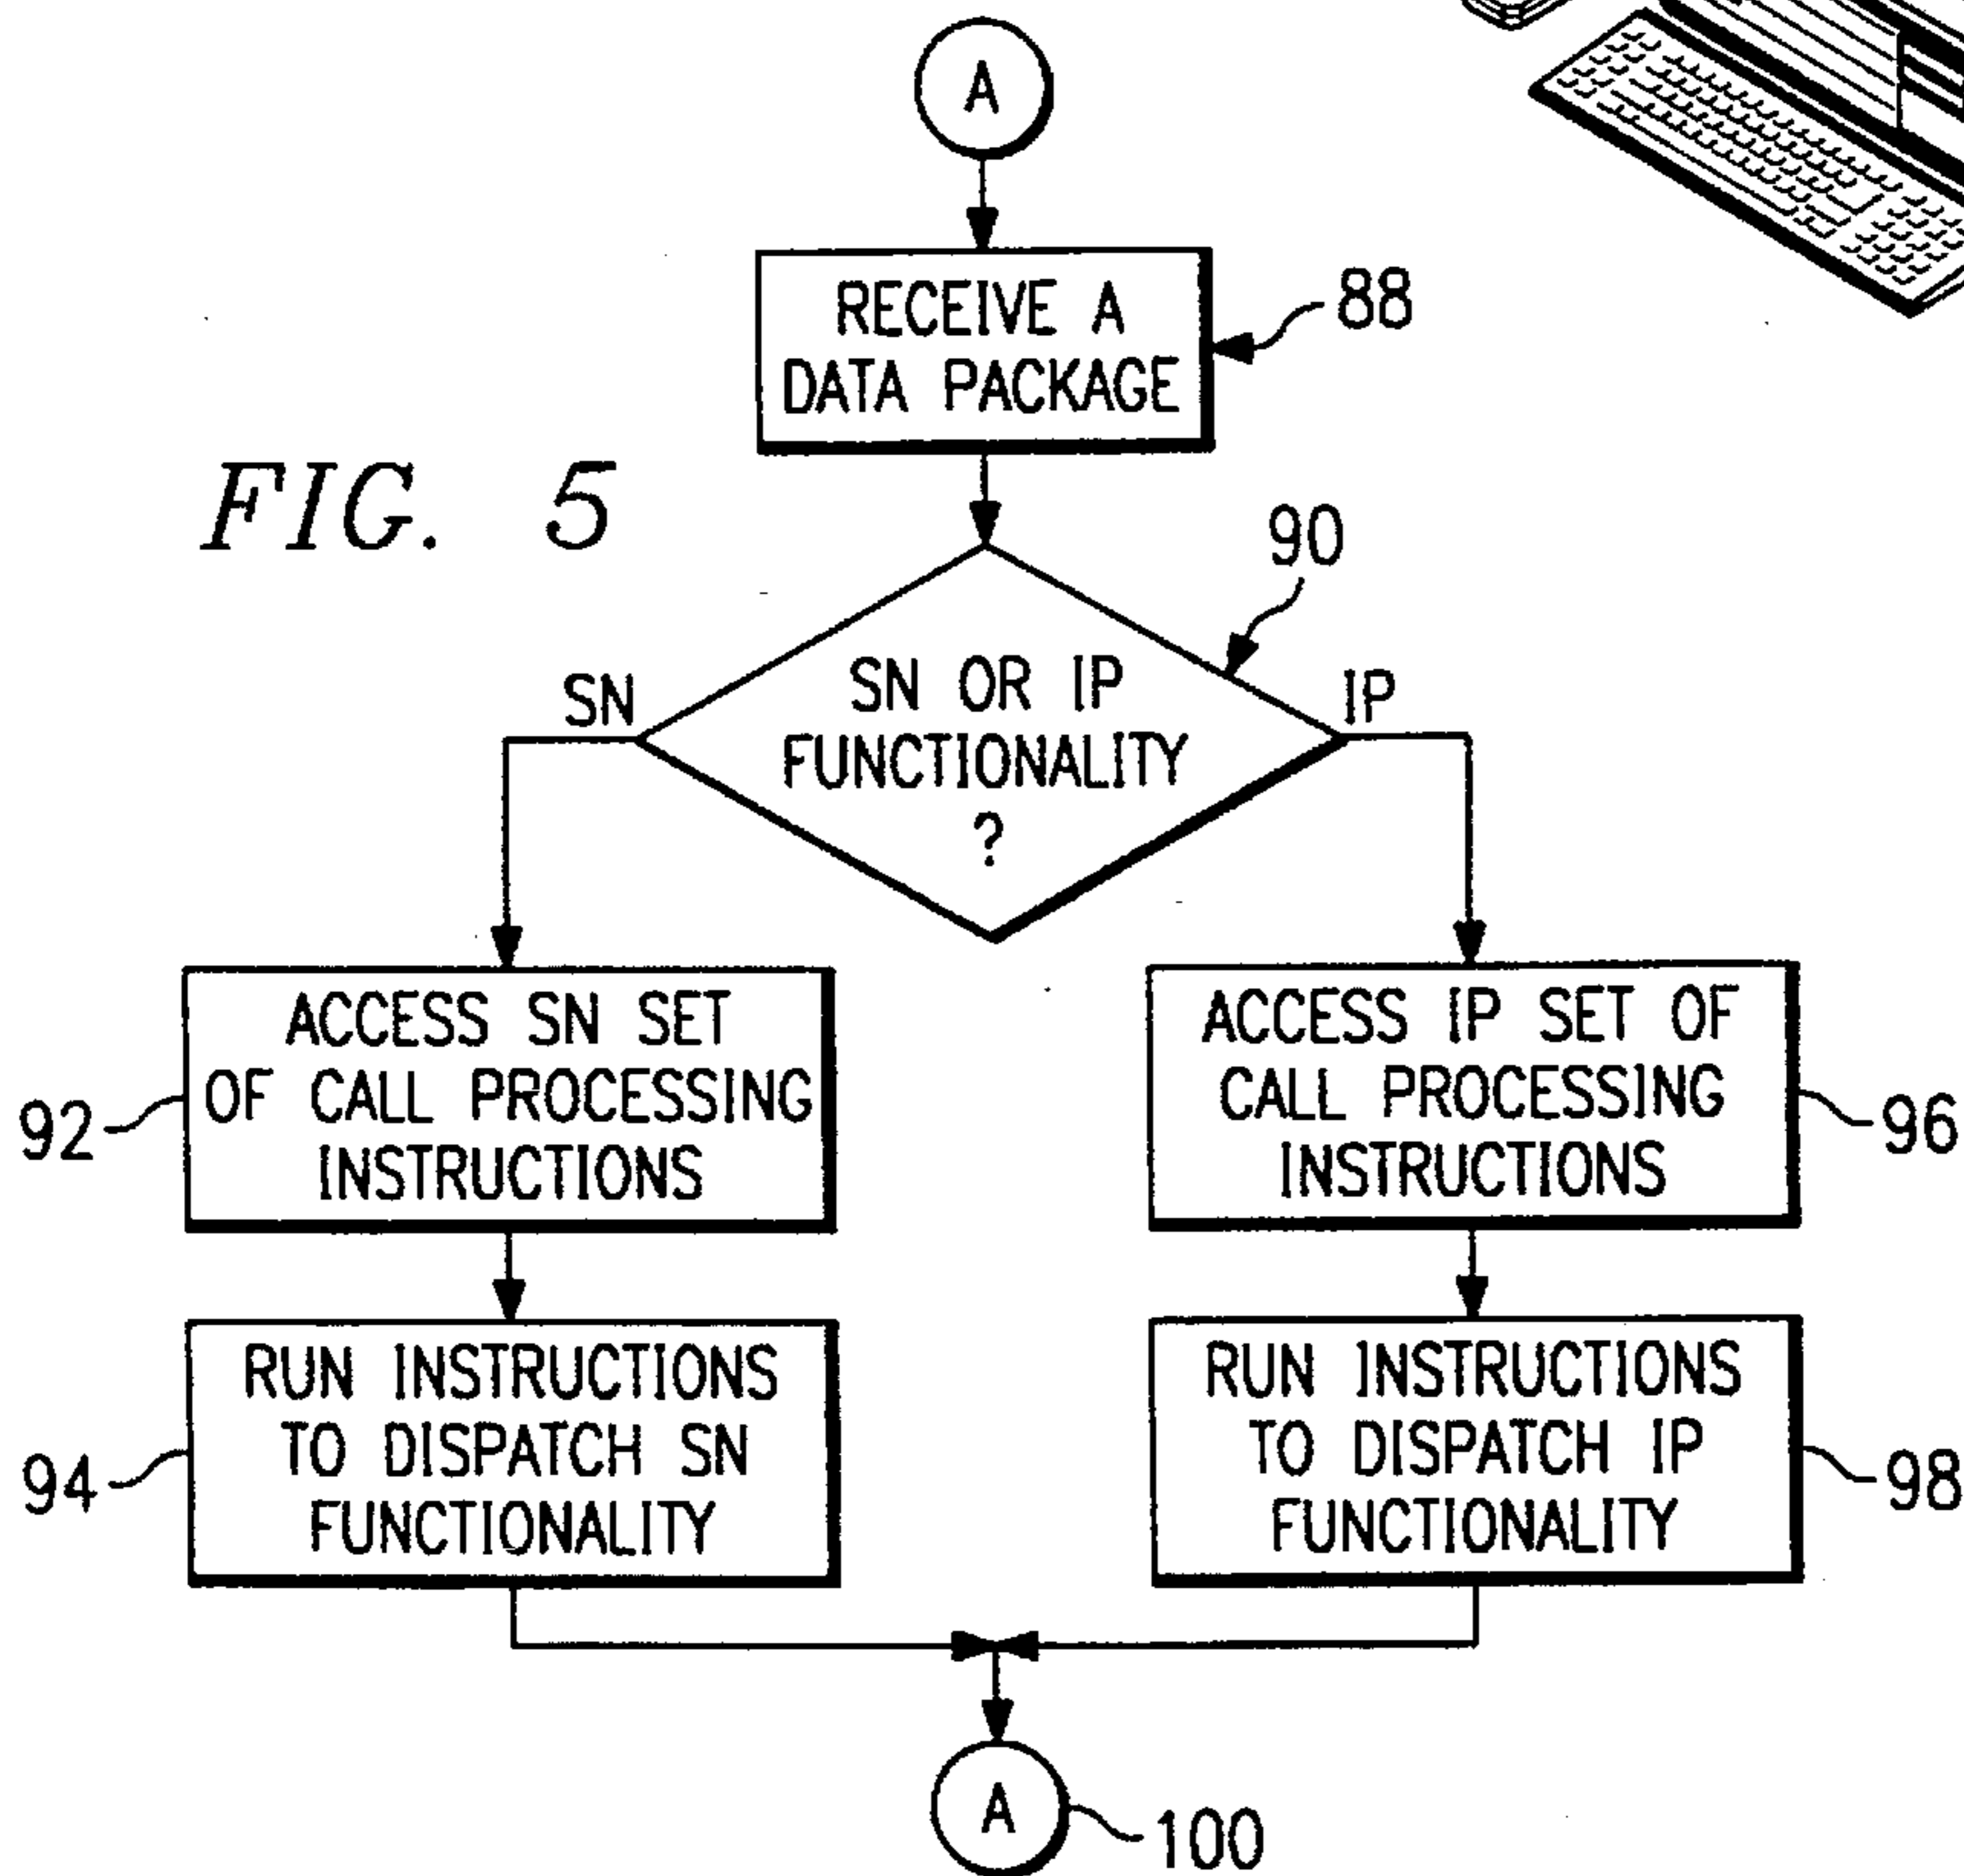 A
RECEIVE A
DATA PACKAGE
88
FIG. 5
90
SN OR IP
FUNCTIONALITY
?
SN
IP
ACCESS SN SET
OF CALL PROCESSING
INSTRUCTIONS
92
ACCESS IP SET OF
CALL PROCESSING
INSTRUCTIONS
96
RUN INSTRUCTIONS
TO DISPATCH SN
FUNCTIONALITY
94
RUN INSTRUCTIONS
TO DISPATCH IP
FUNCTIONALITY
98
A
100